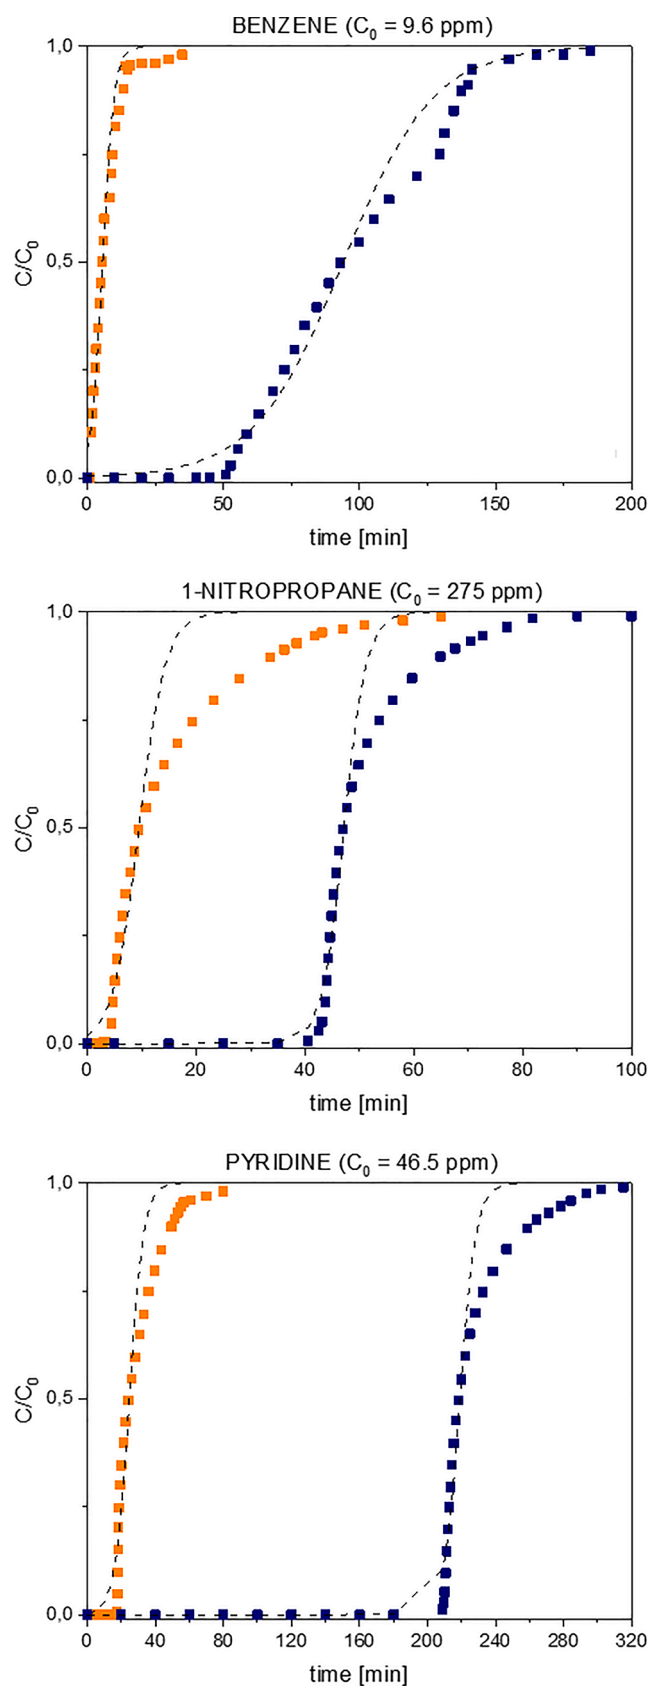 BENZENE (C₀ = 9.6 ppm)
1,0
0,5
0,0
C/C₀
0 50 100 150 200
time [min]
1-NITROPROPANE (C₀ = 275 ppm)
1,0
0,5
0,0
C/C₀
0 20 40 60 80 100
time [min]
PYRIDINE (C₀ = 46.5 ppm)
1,0
0,5
0,0
C/C₀
0 40 80 120 160 200 240 280 320
time [min]